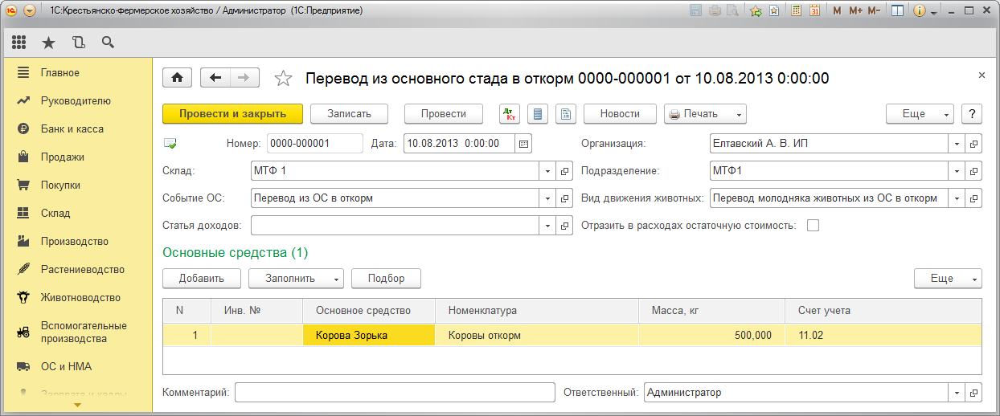 1С:Крестьянско-Фермерское хозяйство / Администратор (1С:Предприятие)
M M+ M-
31
Главное
Руководителю
Банк и касса
Продажи
Покупки
Склад
Производство
Растениеводство
Животноводство
Вспомогательные
производства
ОС и НМА
Зарплата и кадры
Перевод из основного стада в откорм 0000-000001 от 10.08.2013 0:00:00
Провести и закрыть Записать Провести Дт Кт Новости Печать Еще ?
Номер: 0000-000001 Дата: 10.08.2013 0:00:00 Организация: Елтавский А. В. ИП
Склад: МТФ 1 Подразделение: МТФ1
Событие ОС: Перевод из ОС в откорм Вид движения животных: Перевод молодняка животных из ОС в откорм
Статья доходов: Отразить в расходах остаточную стоимость:
Основные средства (1)
Добавить Заполнить Подбор Еще
N Инв. № Основное средство Номенклатура Масса, кг Счет учета
1 Корова Зорька Коровы откорм 500,000 11.02
Комментарий: Ответственный: Администратор